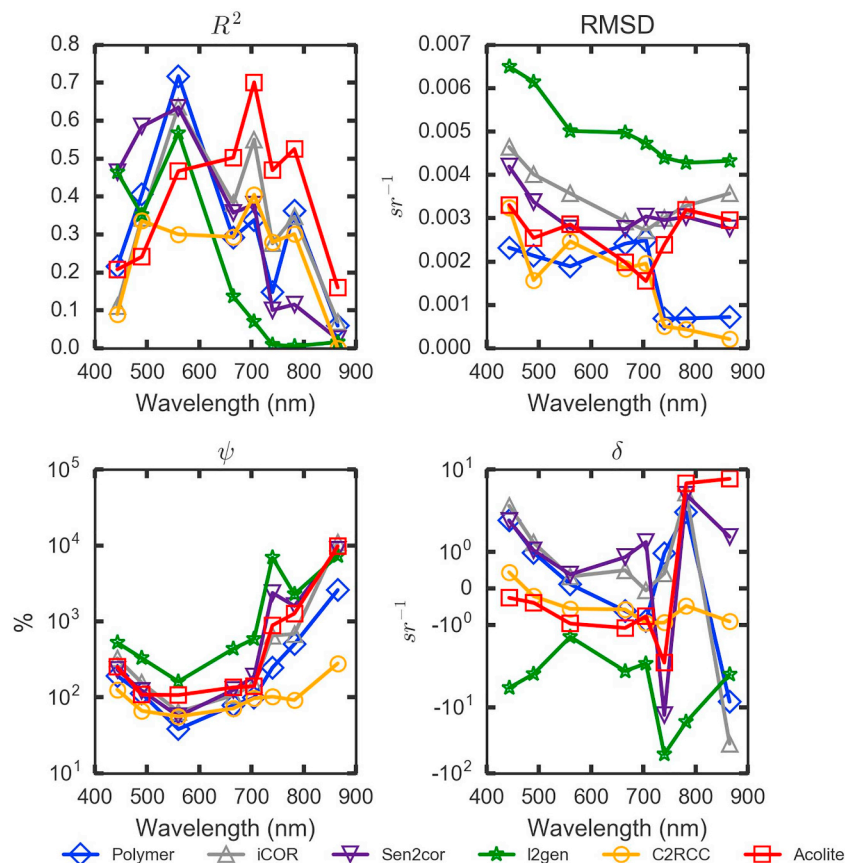 R²
RMSD
0.8
0.7
0.6
0.5
0.4
0.3
0.2
0.1
0.0
400 500 600 700 800 900
Wavelength (nm)
sr⁻¹
0.007
0.006
0.005
0.004
0.003
0.002
0.001
0.000
400 500 600 700 800 900
Wavelength (nm)
ψ
δ
%
10⁵
10⁴
10³
10²
10¹
400 500 600 700 800 900
Wavelength (nm)
sr⁻¹
10¹
10⁰
0
-10⁰
-10¹
-10²
400 500 600 700 800 900
Wavelength (nm)
Polymer iCOR Sen2cor l2gen C2RCC Acolite